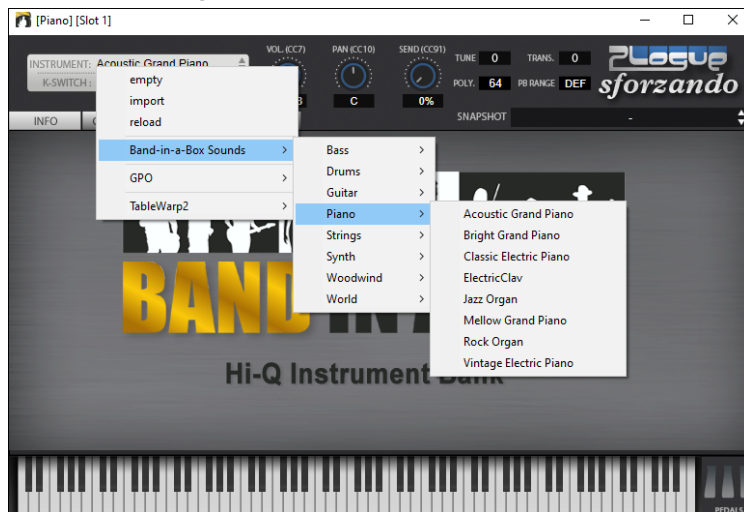 [Piano] [Slot 1]
INSTRUMENT: Acoustic Grand Piano
K-SWITCH :
VOL. (CC7)
PAN (CC10)
C
SEND (CC91)
0%
TUNE 0 TRANS. 0
POLY. 64 PB RANGE DEF
Plogue
sforzando
INFO
SNAPSHOT -
empty
import
reload
Band-in-a-Box Sounds >
GPO >
TableWarp2 >
Bass >
Drums >
Guitar >
Piano >
Strings >
Synth >
Woodwind >
World >
Acoustic Grand Piano
Bright Grand Piano
Classic Electric Piano
ElectricClav
Jazz Organ
Mellow Grand Piano
Rock Organ
Vintage Electric Piano
BAND IN A
Hi-Q Instrument Bank
PEDALS